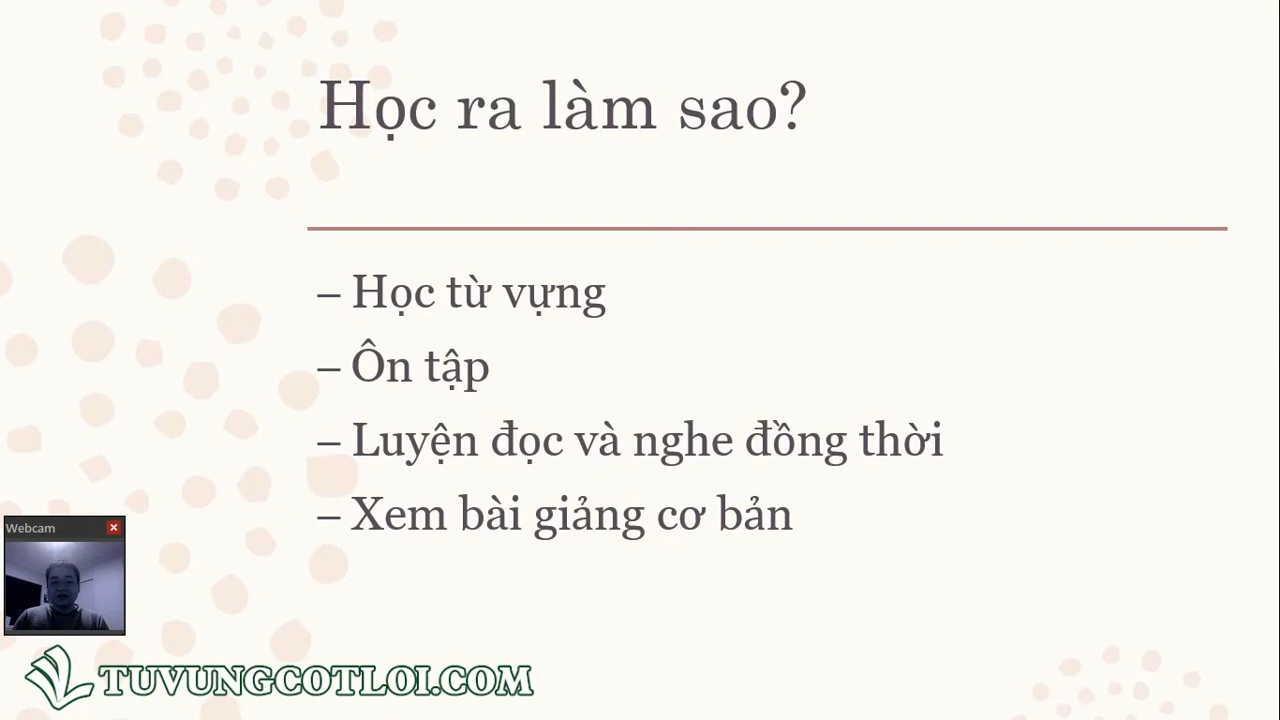 Học ra làm sao?
– Học từ vựng
– Ôn tập
– Luyện đọc và nghe đồng thời
– Xem bài giảng cơ bản
Webcam
TUVUNGCOTLOI.COM